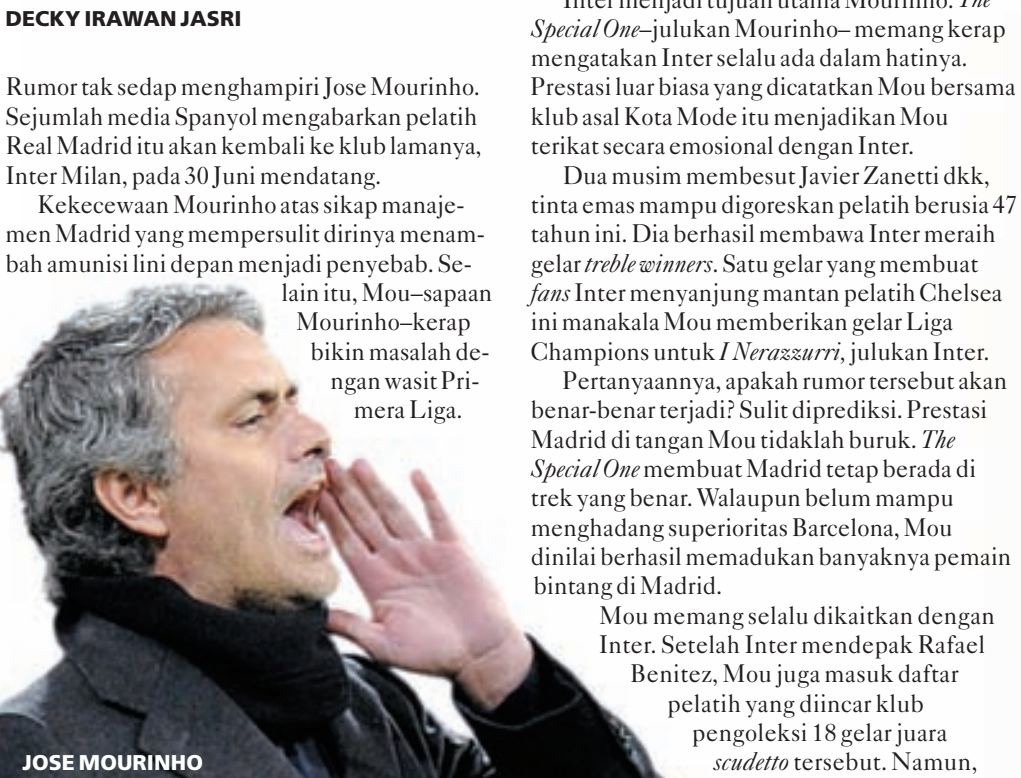 DECKY IRAWAN JASRI
Rumor tak sedap menghampiri Jose Mourinho.
Sejumlah media Spanyol mengabarkan pelatih
Real Madrid itu akan kembali ke klub lamanya,
Inter Milan, pada 30 Juni mendatang.
Kekecewaan Mourinho atas sikap manaje-
men Madrid yang mempersulit dirinya menam-
bah amunisi lini depan menjadi penyebab. Se-
lain itu, Mou–sapaan
Mourinho–kerap
bikin masalah de-
ngan wasit Pri-
mera Liga.
JOSE MOURINHO
Inter menjadi tujuan utama Mourinho. The
Special One–julukan Mourinho– memang kerap
mengatakan Inter selalu ada dalam hatinya.
Prestasi luar biasa yang dicatatkan Mou bersama
klub asal Kota Mode itu menjadikan Mou
terikat secara emosional dengan Inter.
Dua musim membesut Javier Zanetti dkk,
tinta emas mampu digoreskan pelatih berusia 47
tahun ini. Dia berhasil membawa Inter meraih
gelar treble winners. Satu gelar yang membuat
fans Inter menyanjung mantan pelatih Chelsea
ini manakala Mou memberikan gelar Liga
Champions untuk I Nerazzurri, julukan Inter.
Pertanyaannya, apakah rumor tersebut akan
benar-benar terjadi? Sulit diprediksi. Prestasi
Madrid di tangan Mou tidaklah buruk. The
Special One membuat Madrid tetap berada di
trek yang benar. Walaupun belum mampu
menghadang superioritas Barcelona, Mou
dinilai berhasil memadukan banyaknya pemain
bintang di Madrid.
Mou memang selalu dikaitkan dengan
Inter. Setelah Inter mendepak Rafael
Benitez, Mou juga masuk daftar
pelatih yang diincar klub
pengoleksi 18 gelar juara
scudetto tersebut. Namun,